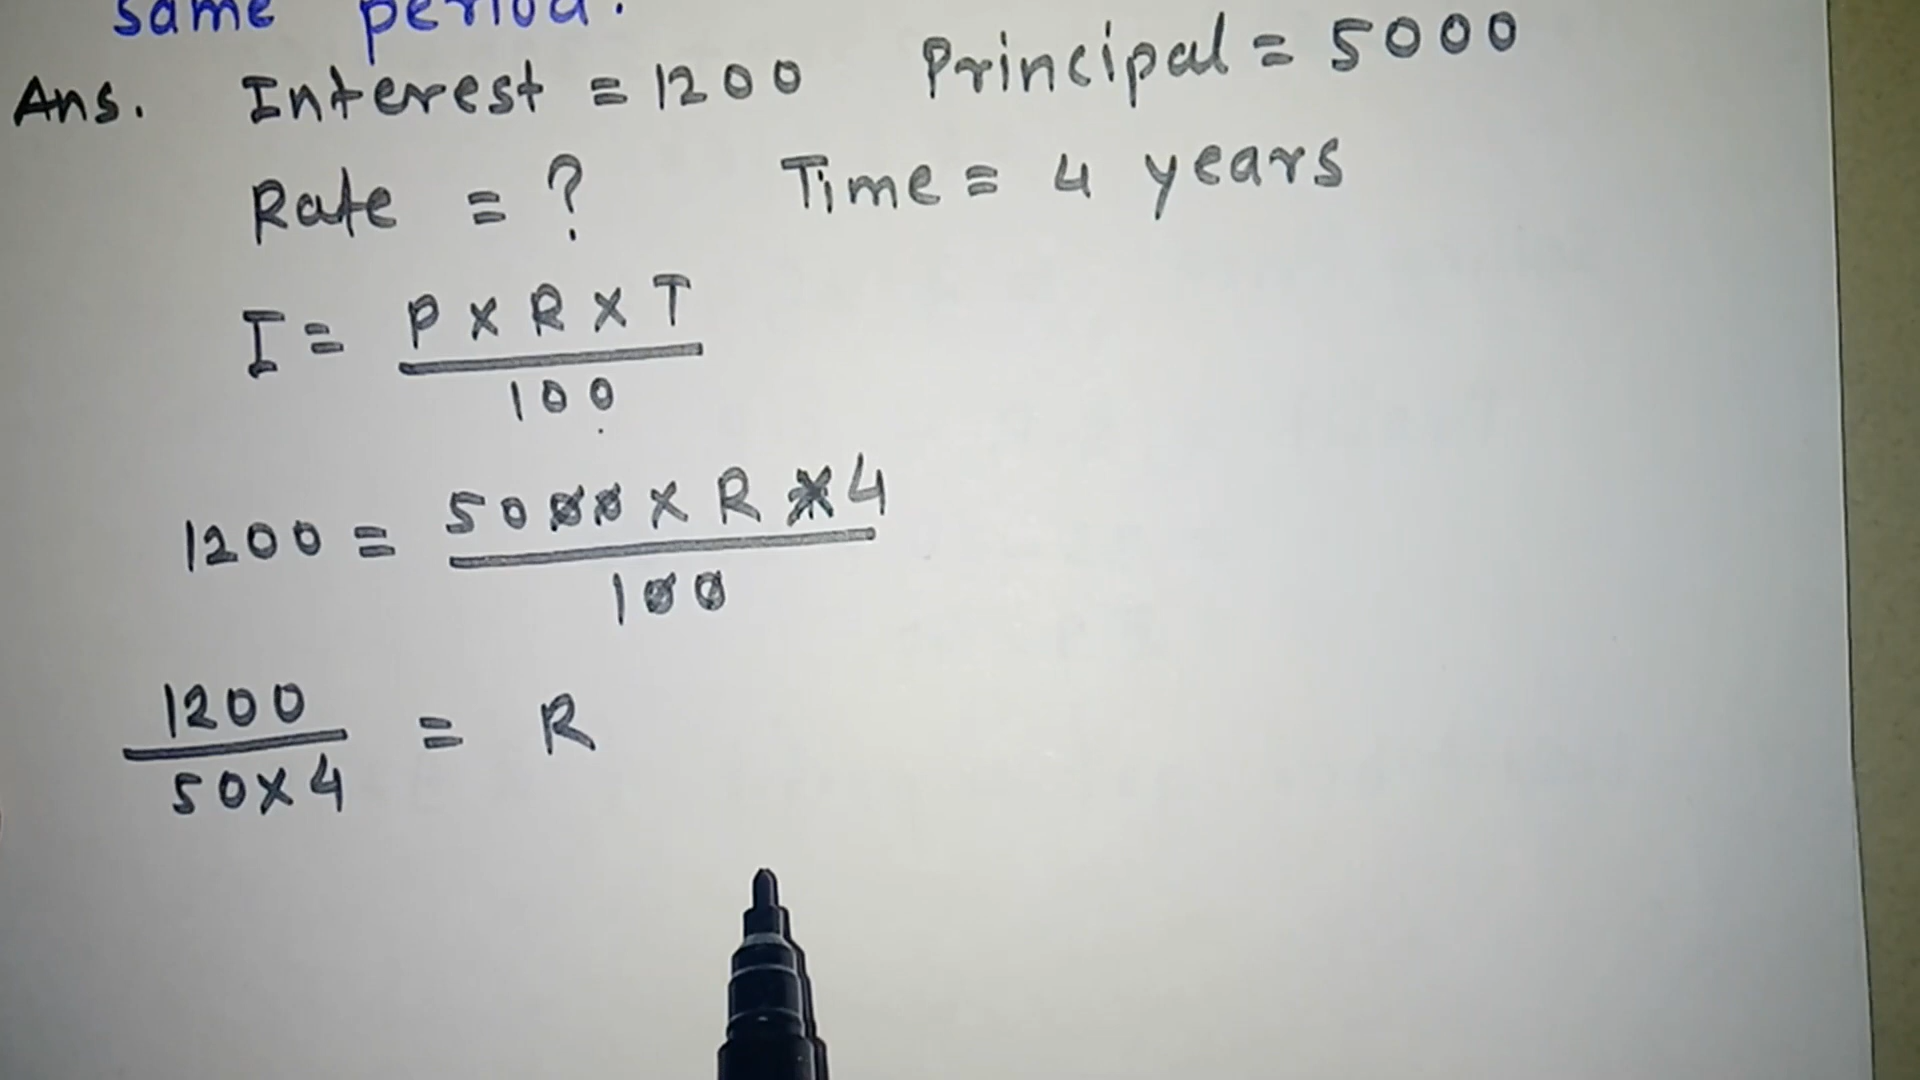 same period.
Ans. Interest = 1200 Principal = 5000
Rate = ? Time = 4 years
I = P x R x T
100
1200 = 5000 x R x 4
100
1200 = R
50x4